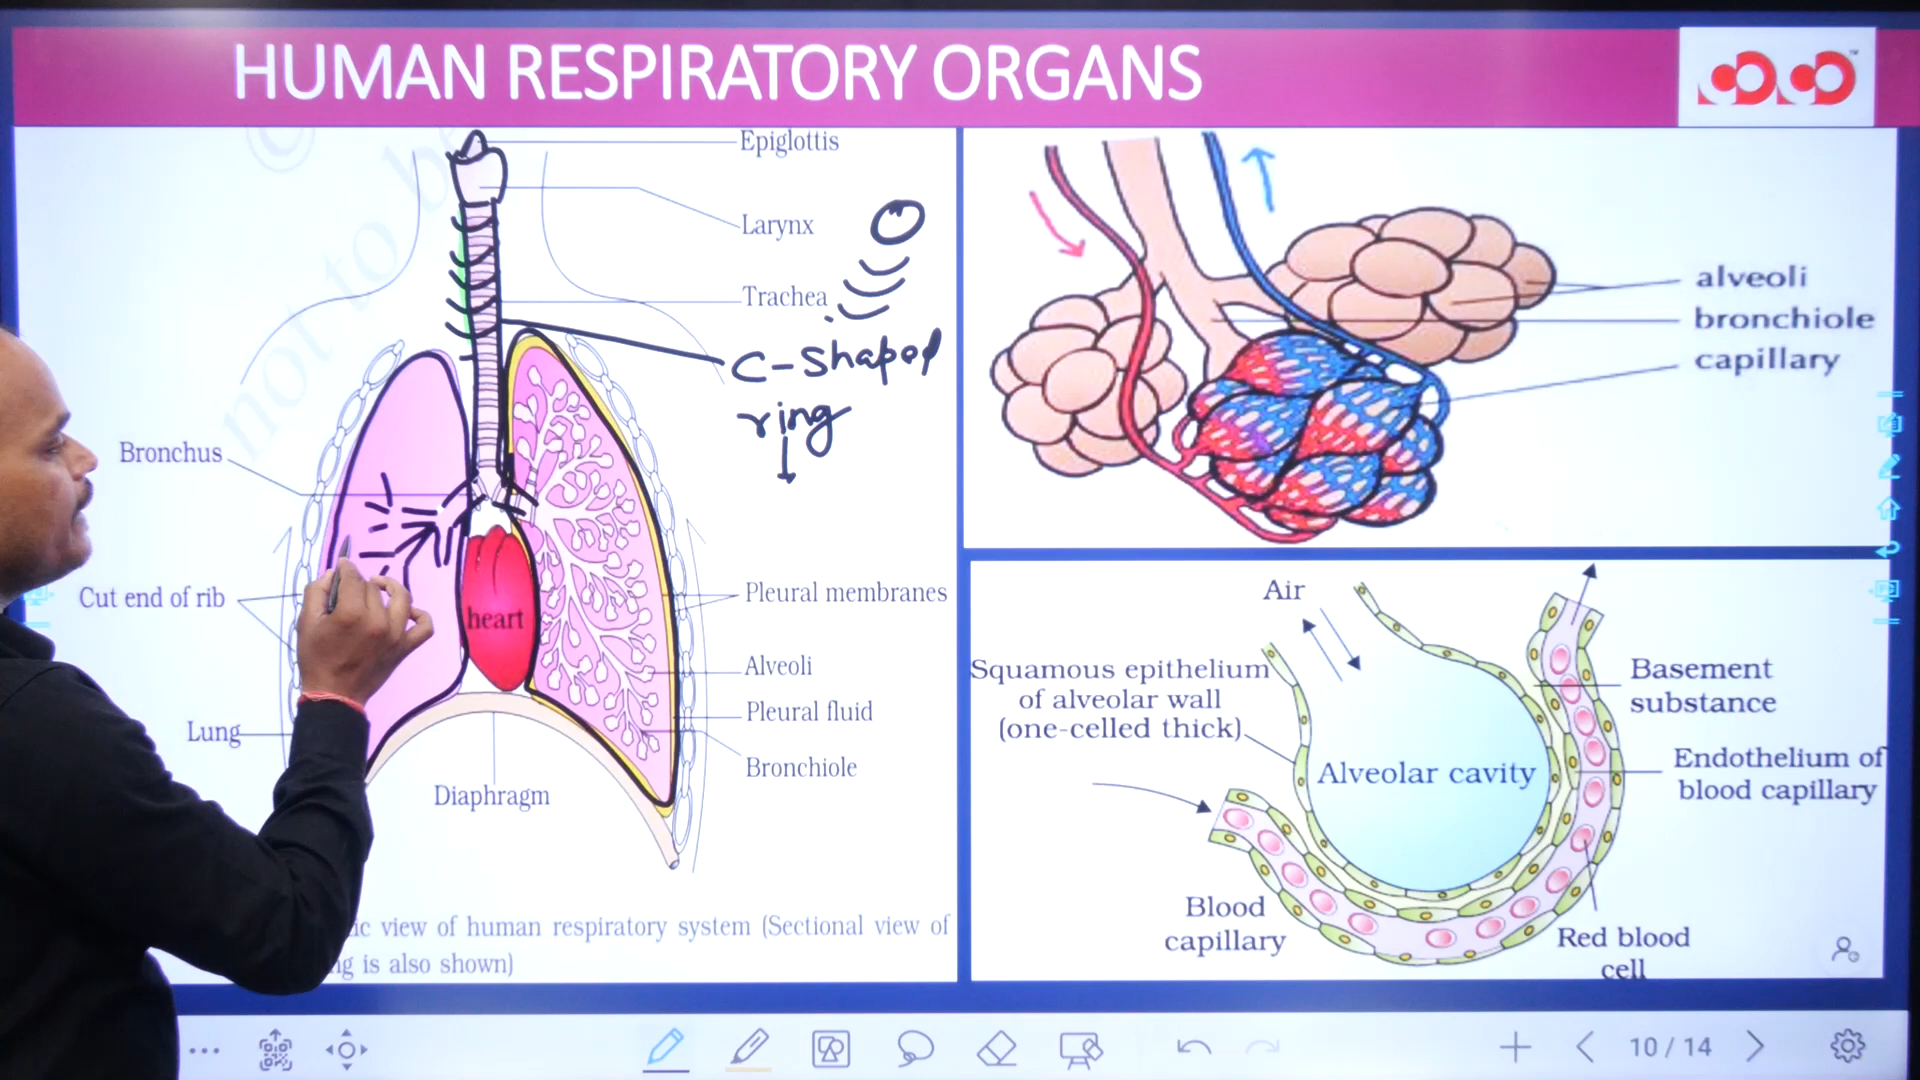 HUMAN RESPIRATORY ORGANS
not to be
Epiglottis
Larynx
Trachea
C-Shaped
ring
Bronchus
Cut end of rib
heart
Pleural membranes
Alveoli
Pleural fluid
Lung
Bronchiole
Diaphragm
ic view of human respiratory system (Sectional view of
ng is also shown)
alveoli
bronchiole
capillary
Air
Squamous epithelium
of alveolar wall
(one-celled thick)
Basement
substance
Alveolar cavity
Endothelium of
blood capillary
Blood
capillary
Red blood
cell
10 / 14